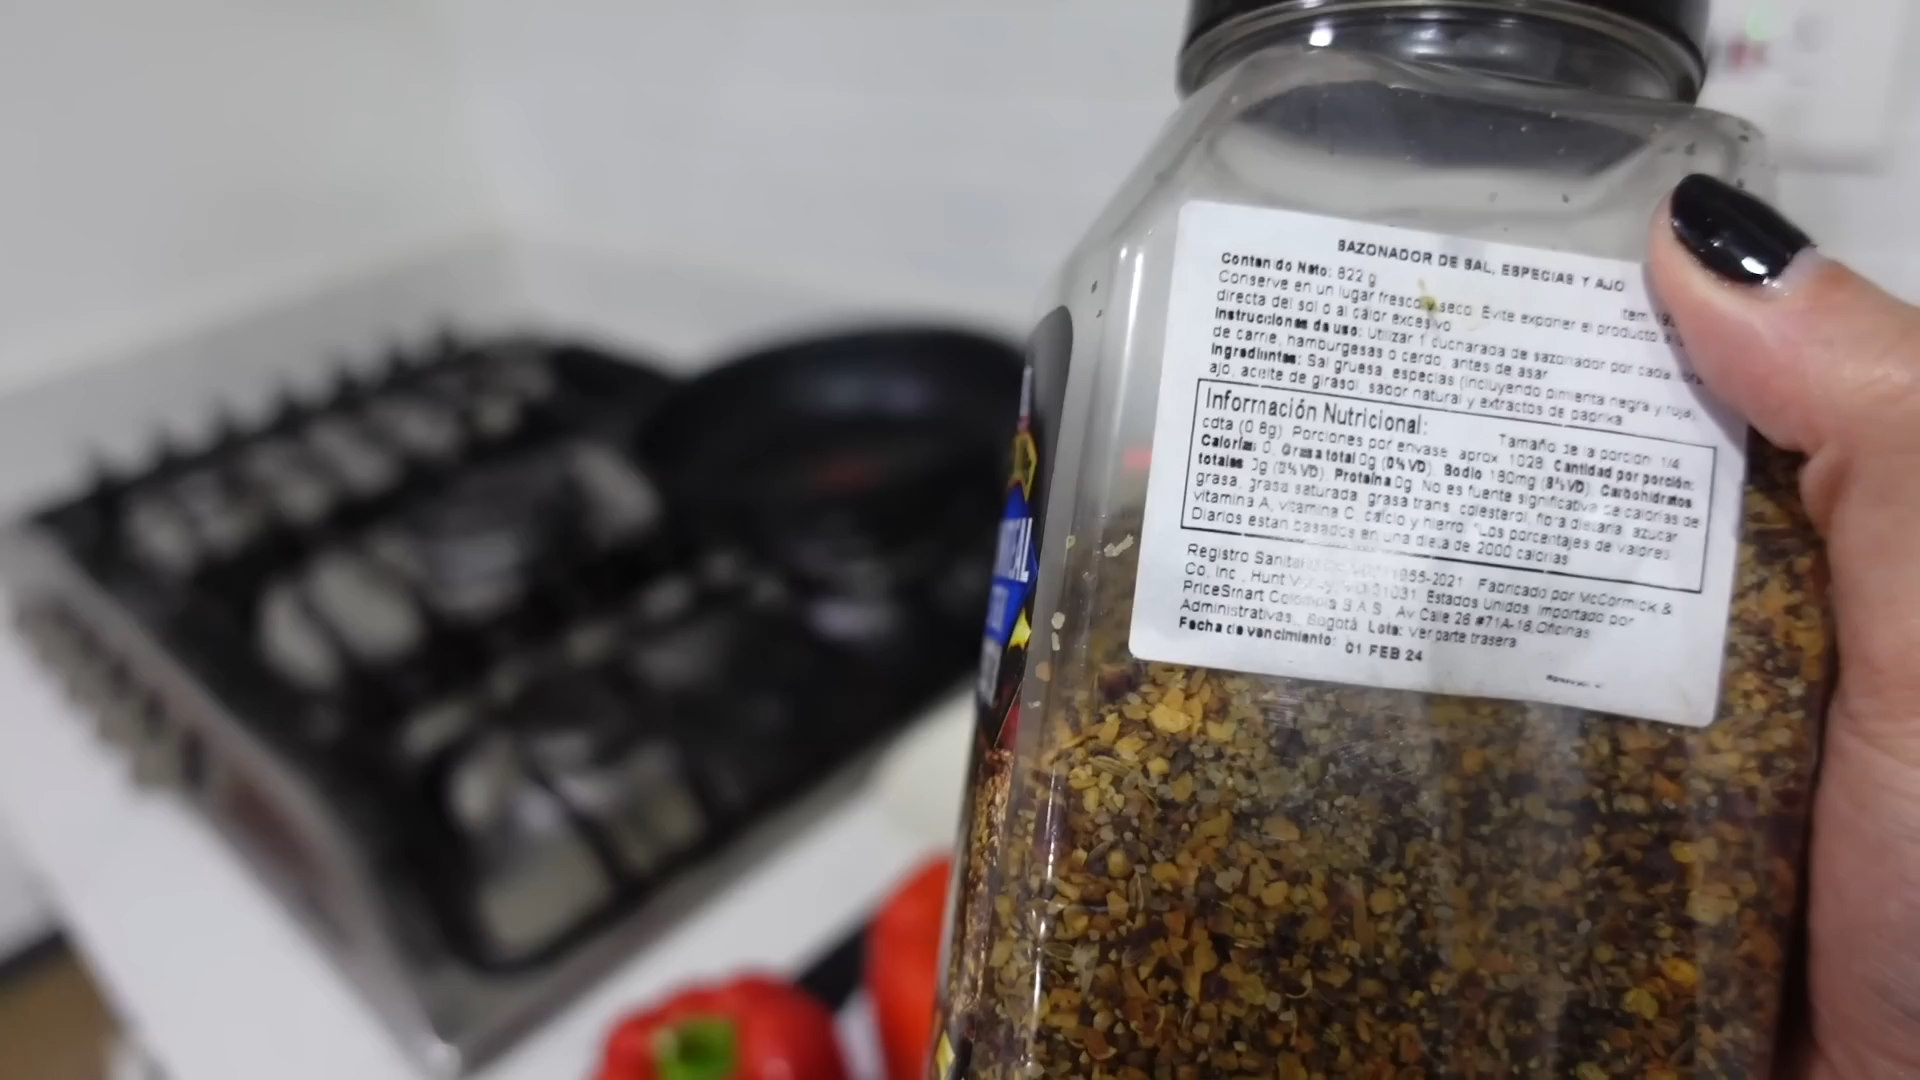 SAZONADOR DE SAL, ESPECIAS Y AJO
Contenido Neto: 822 g
Conserve en un lugar fresco y seco. Evite exponer el producto a
directa del sol o al calor excesivo
Instrucciones de uso: Utilizar 1 cucharada de sazonador por cada
de carne, hamburgesas o cerdo, antes de asar
Ingredientes: Sal gruesa, especias (incluyendo pimienta negra y roja),
ajo, aceite de girasol, sabor natural y extractos de paprika
Información Nutricional: Tamaño de la porción 1/4
cdta (0.8g) Porciones por envase aprox 1028 Cantidad por porción:
Calorías 0, Grasa total 0g (0% VD) Sodio 180mg (8% VD) Carbohidratos
totales 0g (0% VD), Proteína 0g No es fuente significativa de calorías de
grasa, grasa saturada, grasa trans, colesterol, fibra dietaria, azúcar
vitamina A, vitamina C, calcio y hierro. *Los porcentajes de valores
Diarios estan basados en una dieta de 2000 calorías
Registro 955-2021 Fabricado por McCormick &
Co, Inc., Hunt 21031 Estados Unidos Importado por
PriceSmart Colombia S.A.S., Av Calle 26 #71A-16, Oficinas
Administrativas, Bogotá Lote: Ver parte trasera
Fecha de vencimiento: 01 FEB 24